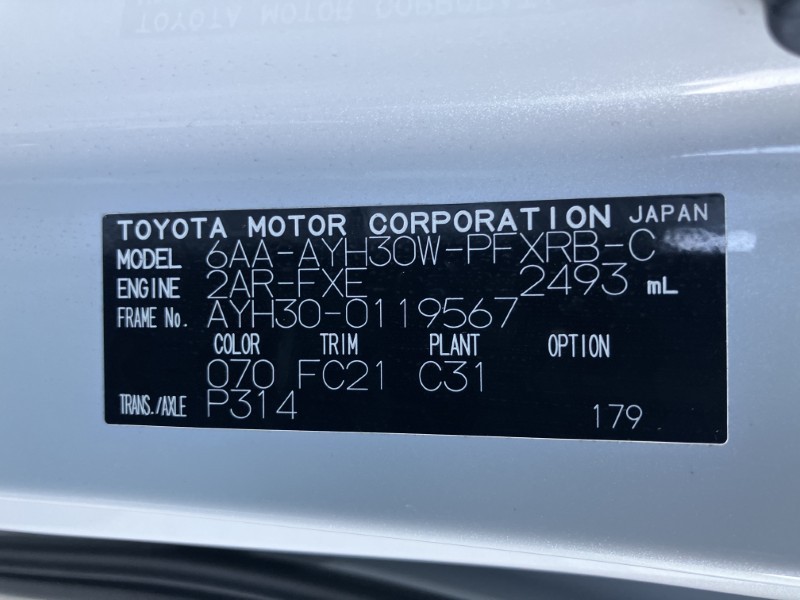 TOYOTA MOTOR CORPORATION JAPAN
MODEL 6AA-AYH30W-PFXRB-C
ENGINE 2AR-FXE 2493 mL
FRAME No. AYH30-0119567
COLOR TRIM PLANT OPTION
070 FC21 C31
TRANS./AXLE P314 179